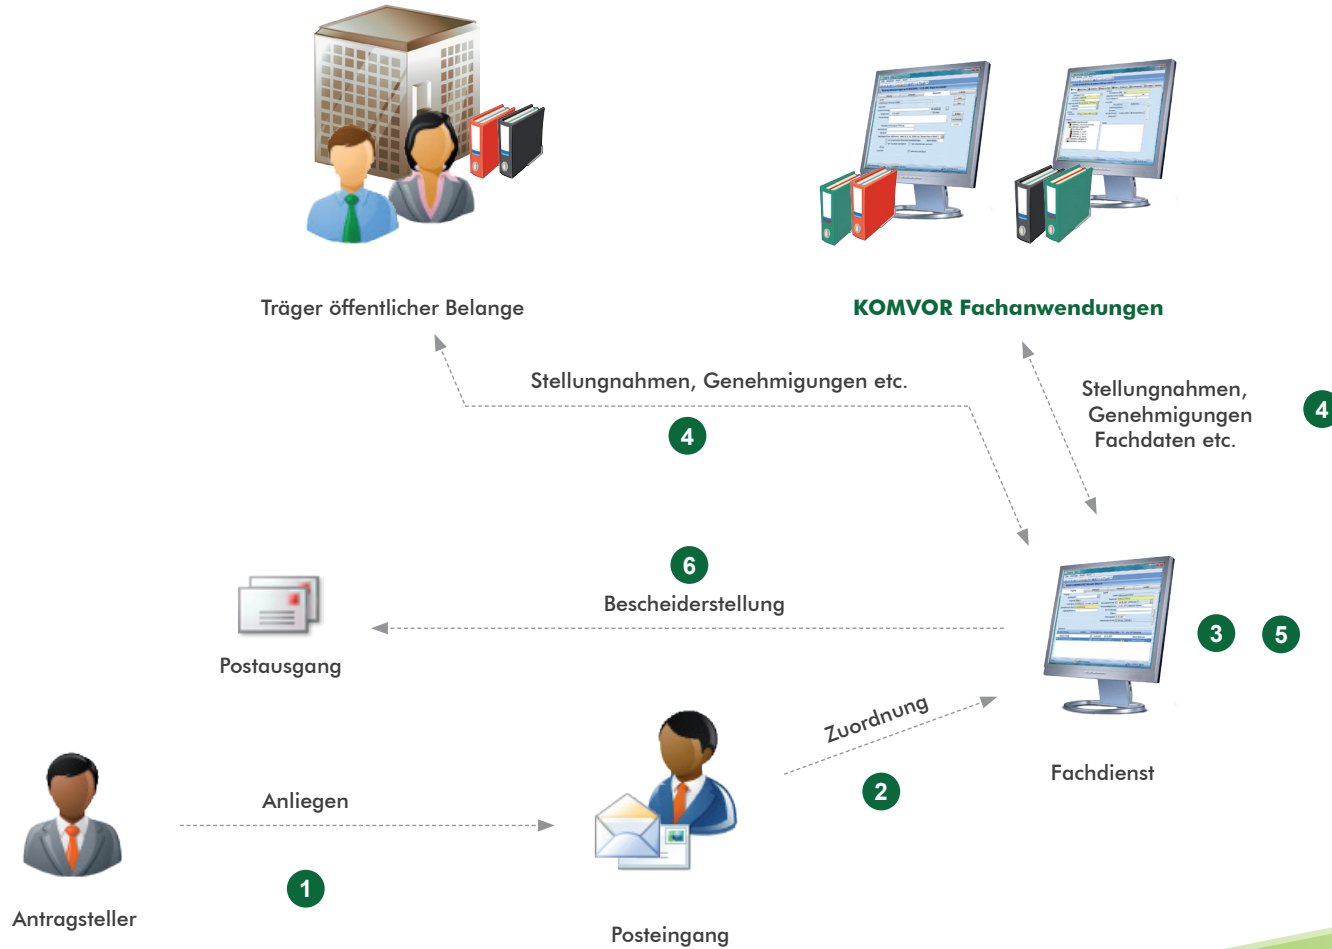 Träger öffentlicher Belange
KOMVOR Fachanwendungen
Stellungnahmen, Genehmigungen etc.
4
Stellungnahmen,
Genehmigungen
Fachdaten etc.
4
6
Bescheiderstellung
Postausgang
3
5
Zuordnung
2
Fachdienst
Anliegen
1
Antragsteller
Posteingang